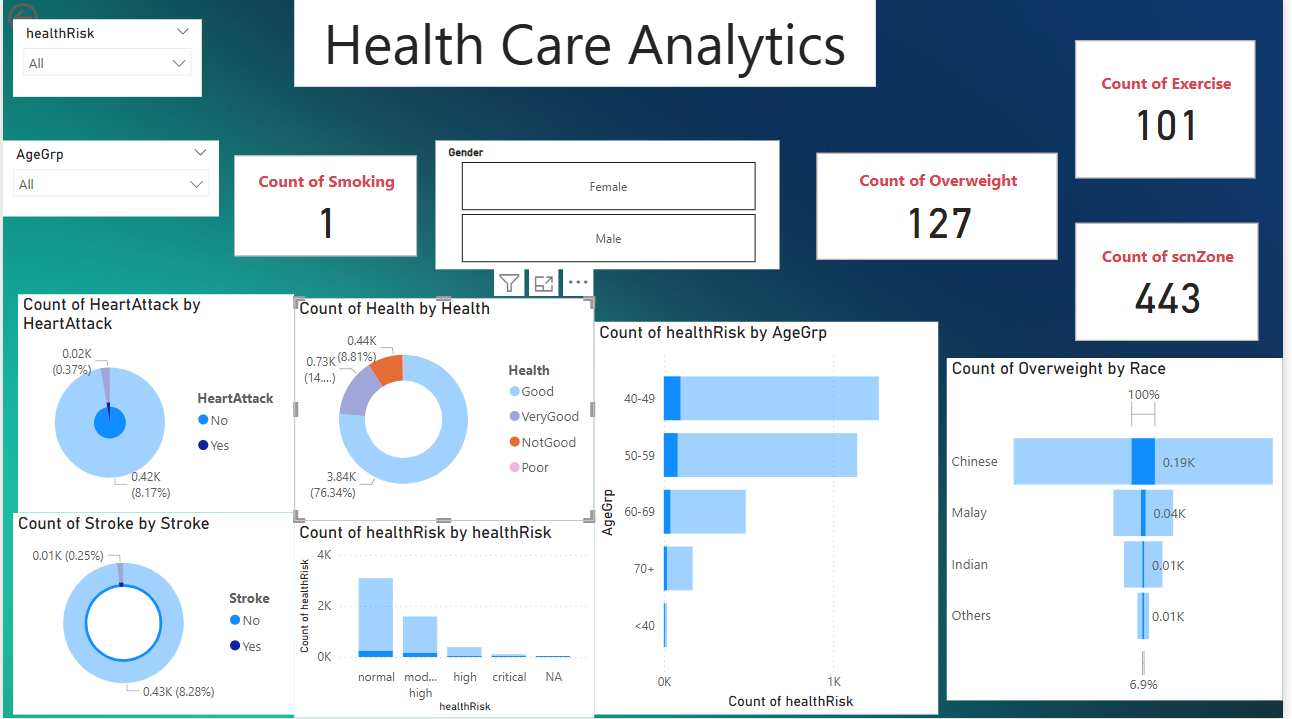 healthRisk
All
Health Care Analytics
Count of Exercise
101
AgeGrp
All
Count of Smoking
1
Gender
Female
Male
Count of Overweight
127
Count of scnZone
443
Count of HeartAttack by
HeartAttack
0.02K
(0.37%)
0.42K
(8.17%)
HeartAttack
No
Yes
Count of Health by Health
0.44K
(8.81%)
0.73K
(14....)
3.84K
(76.34%)
Health
Good
VeryGood
NotGood
Poor
Count of healthRisk by AgeGrp
AgeGrp
40-49
50-59
60-69
70+
<40
0K
1K
Count of healthRisk
Count of Overweight by Race
100%
Chinese
0.19K
Malay
0.04K
Indian
0.01K
Others
0.01K
6.9%
Count of Stroke by Stroke
0.01K (0.25%)
0.43K (8.28%)
Stroke
No
Yes
Count of healthRisk by healthRisk
Count of healthRisk
4K
2K
0K
normal
mod...
high
high
critical
NA
healthRisk